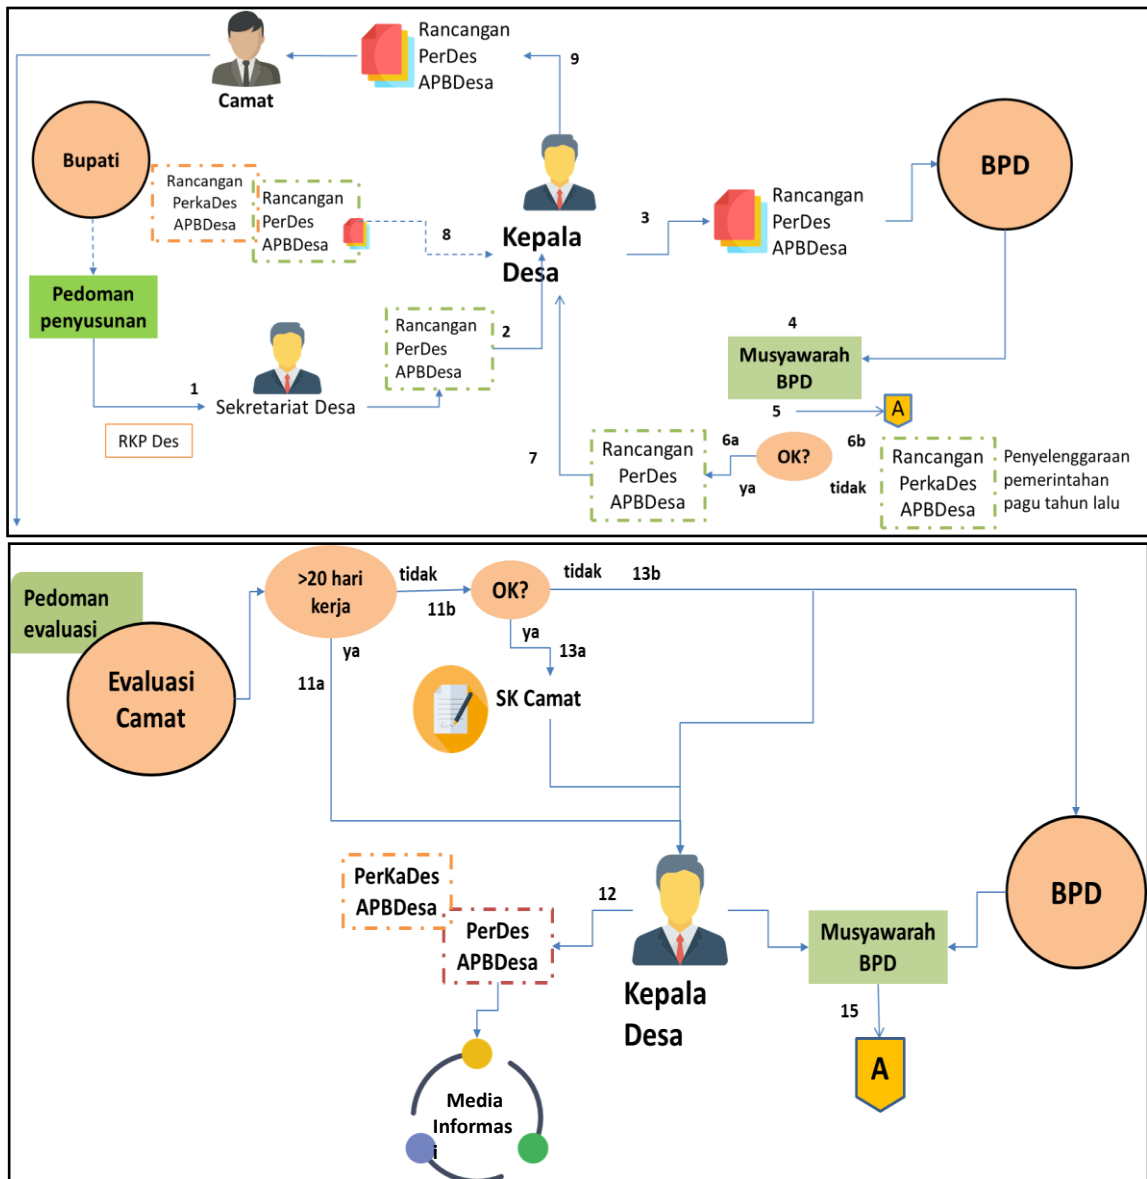 Rancangan
PerDes
APBDesa
9
Camat
Bupati
Rancangan
PerkaDes
APBDesa
Rancangan
PerDes
APBDesa
8
Kepala
Desa
3
Rancangan
PerDes
APBDesa
BPD
Pedoman
penyusunan
1
Sekretariat Desa
RKP Des
Rancangan
PerDes
APBDesa
2
4
Musyawarah
BPD
5
A
7
Rancangan
PerDes
APBDesa
6a
ya
OK?
6b
tidak
Rancangan
PerkaDes
APBDesa
Penyelenggaraan
pemerintahan
pagu tahun lalu
Pedoman
evaluasi
Evaluasi
Camat
>20 hari
kerja
tidak
11b
ya
11a
OK?
tidak
13b
ya
13a
SK Camat
PerKaDes
APBDesa
PerDes
APBDesa
12
Kepala
Desa
Musyawarah
BPD
BPD
15
A
Media
Informas
i